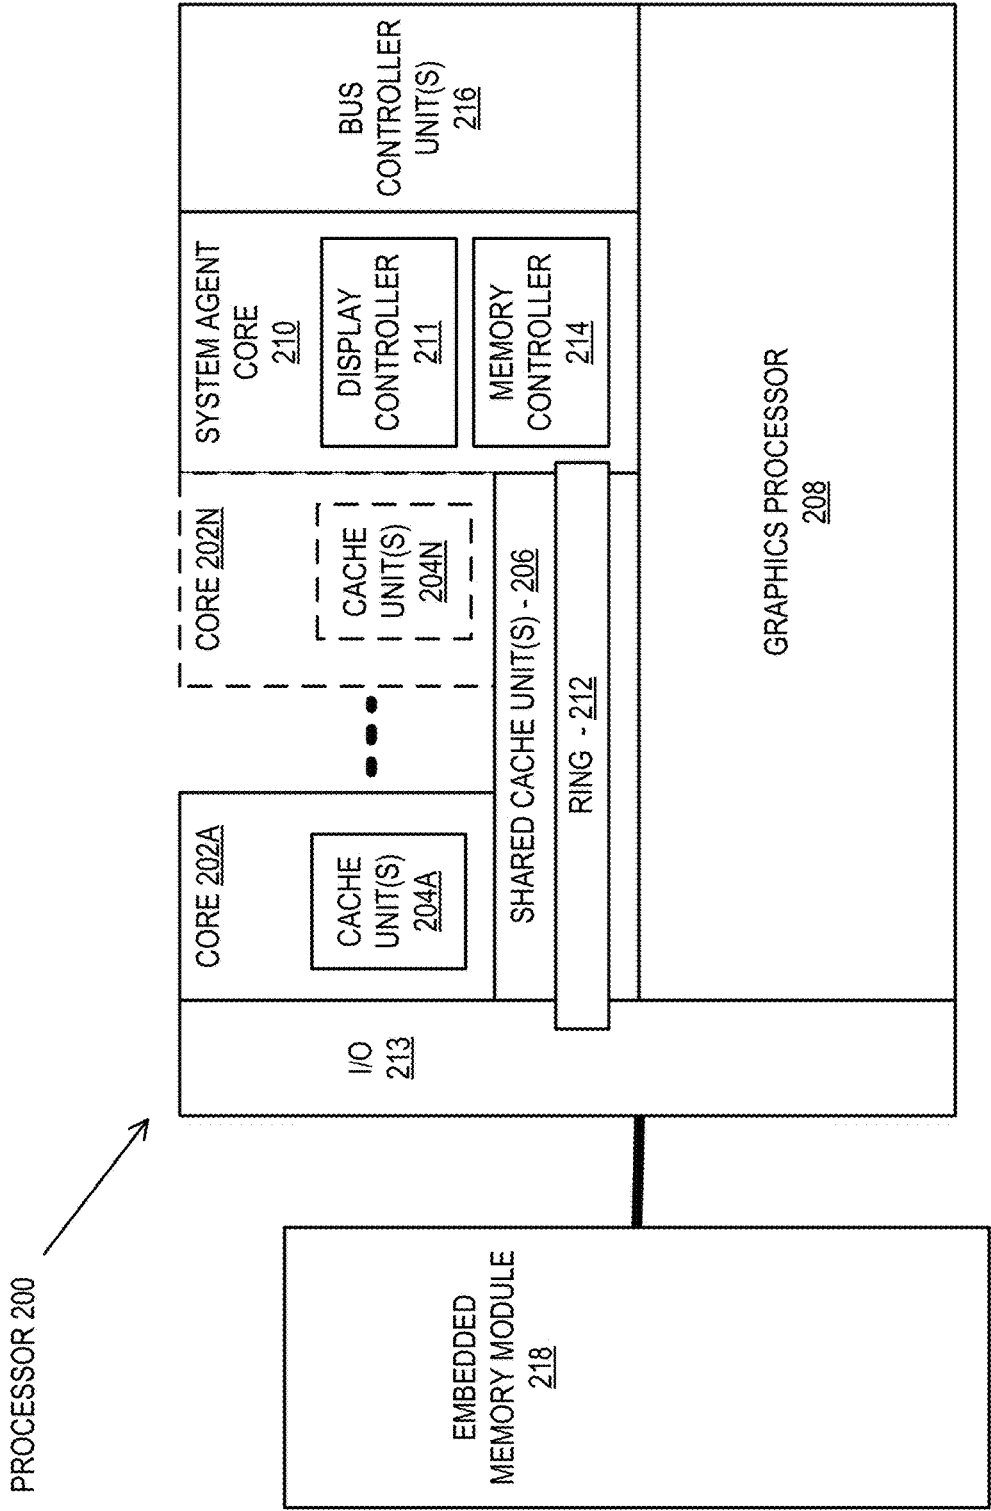 PROCESSOR 200
EMBEDDED
MEMORY MODULE
218
I/O
213
CORE 202A
CACHE
UNIT(S)
204A
CORE 202N
CACHE
UNIT(S)
204N
SYSTEM AGENT
CORE
210
DISPLAY
CONTROLLER
211
MEMORY
CONTROLLER
214
BUS
CONTROLLER
UNIT(S)
216
SHARED CACHE UNIT(S) - 206
RING - 212
GRAPHICS PROCESSOR
208